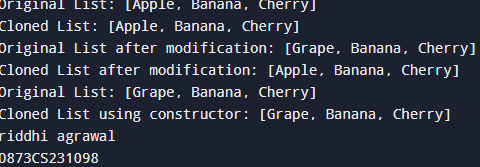 Original List: [Apple, Banana, Cherry]
Cloned List: [Apple, Banana, Cherry]
Original List after modification: [Grape, Banana, Cherry]
Cloned List after modification: [Apple, Banana, Cherry]
Original List: [Grape, Banana, Cherry]
Cloned List using constructor: [Grape, Banana, Cherry]
riddhi agrawal
0873CS231098